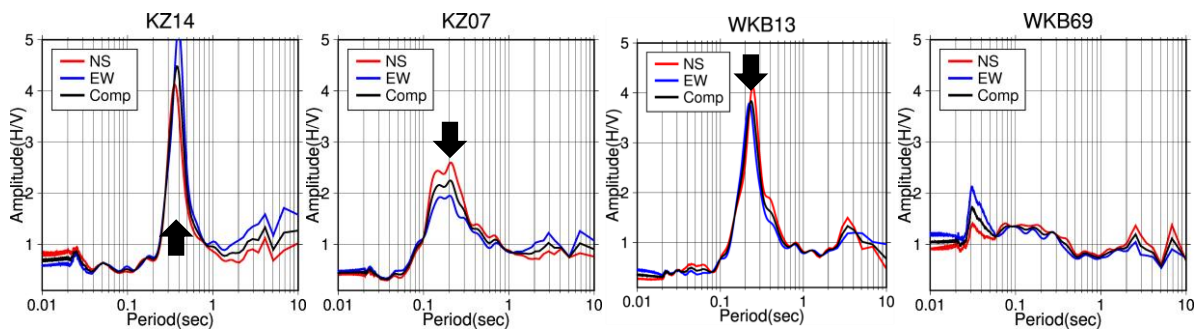 KZ14
5
4
3
2
1
Amplitude(H/V)
NS
EW
Comp
0.01
0.1
1
10
Period(sec)
KZ07
5
4
3
2
1
Amplitude(H/V)
NS
EW
Comp
0.01
0.1
1
10
Period(sec)
WKB13
5
4
3
2
1
Amplitude(H/V)
NS
EW
Comp
0.01
0.1
1
10
Period(sec)
WKB69
5
4
3
2
1
Amplitude(H/V)
NS
EW
Comp
0.01
0.1
1
10
Period(sec)